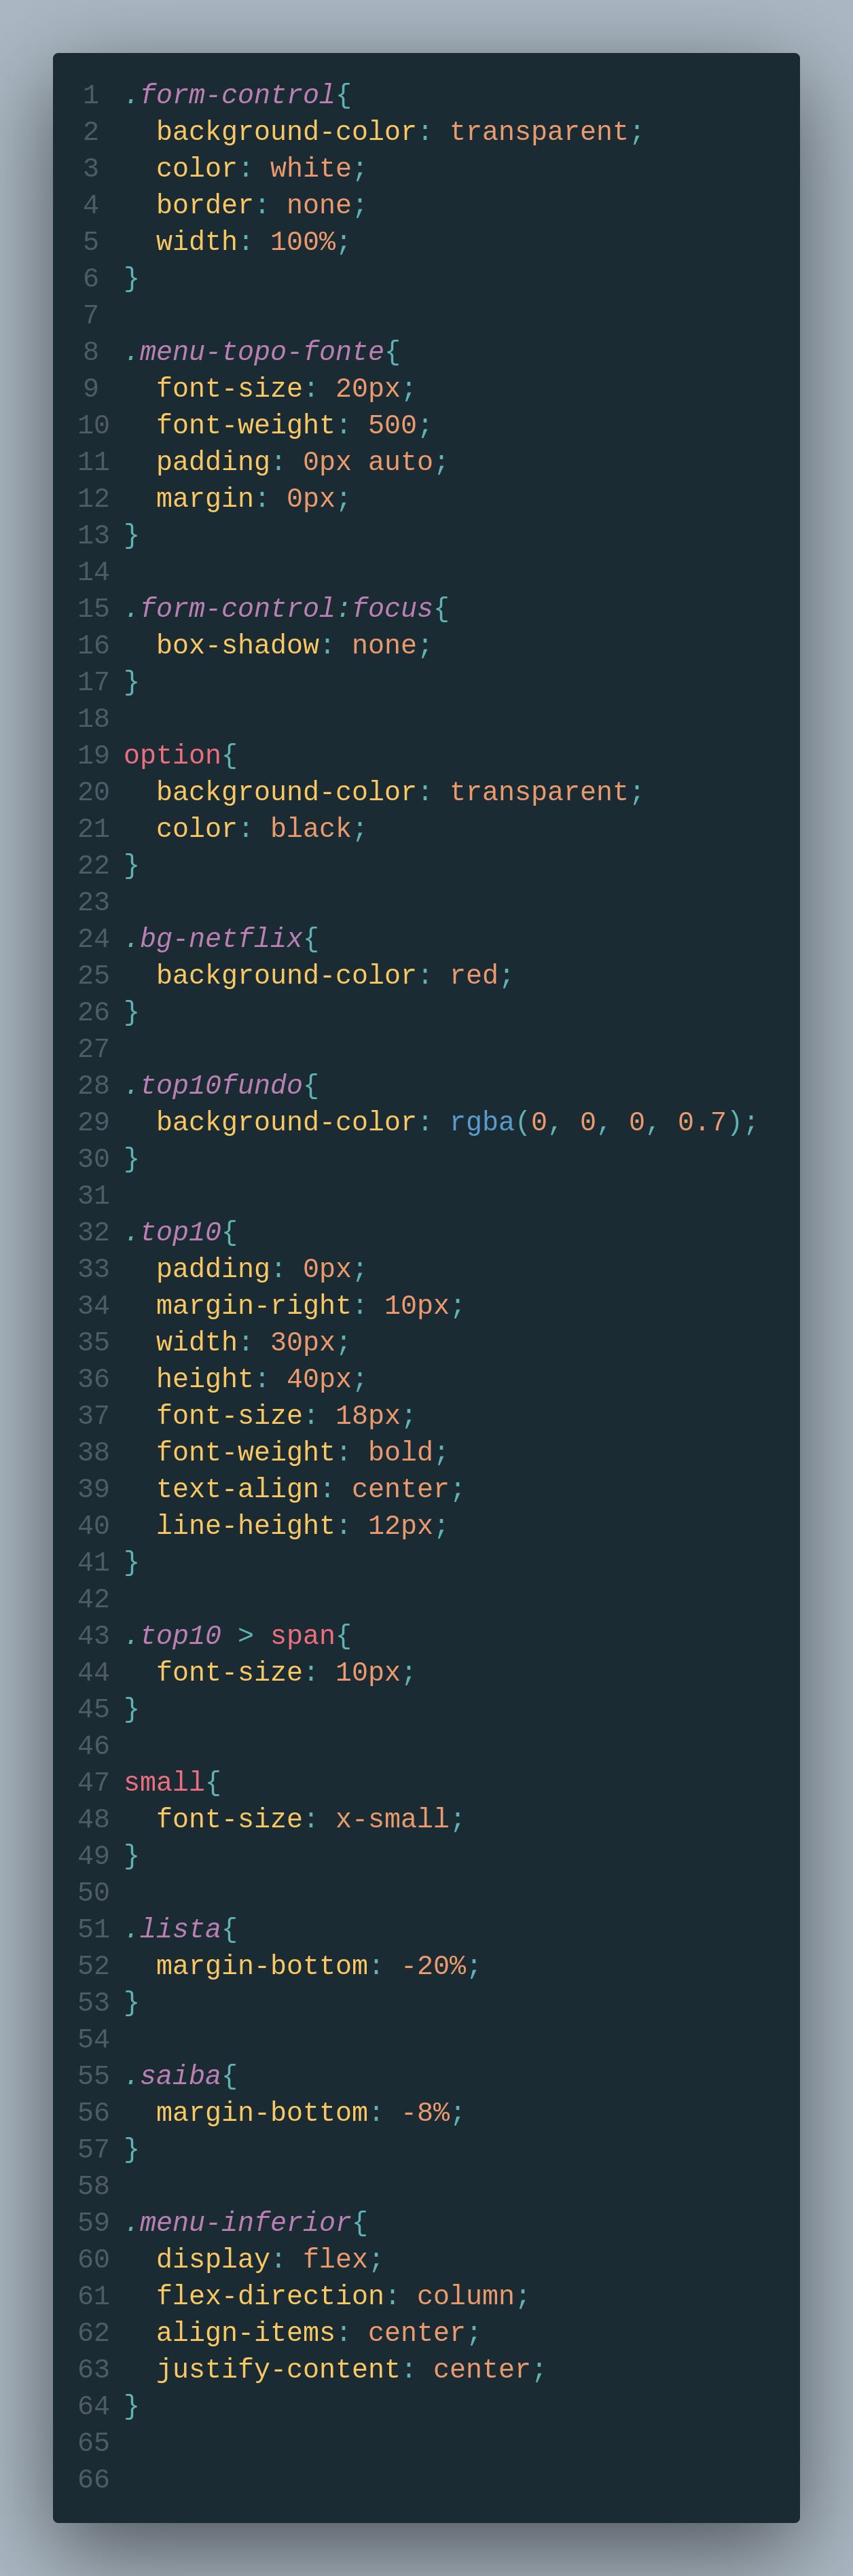 1 .form-control{
2   background-color: transparent;
3   color: white;
4   border: none;
5   width: 100%;
6 }
7
8 .menu-topo-fonte{
9   font-size: 20px;
10   font-weight: 500;
11   padding: 0px auto;
12   margin: 0px;
13 }
14
15 .form-control:focus{
16   box-shadow: none;
17 }
18
19 option{
20   background-color: transparent;
21   color: black;
22 }
23
24 .bg-netflix{
25   background-color: red;
26 }
27
28 .top10fundo{
29   background-color: rgba(0, 0, 0, 0.7);
30 }
31
32 .top10{
33   padding: 0px;
34   margin-right: 10px;
35   width: 30px;
36   height: 40px;
37   font-size: 18px;
38   font-weight: bold;
39   text-align: center;
40   line-height: 12px;
41 }
42
43 .top10 > span{
44   font-size: 10px;
45 }
46
47 small{
48   font-size: x-small;
49 }
50
51 .lista{
52   margin-bottom: -20%;
53 }
54
55 .saiba{
56   margin-bottom: -8%;
57 }
58
59 .menu-inferior{
60   display: flex;
61   flex-direction: column;
62   align-items: center;
63   justify-content: center;
64 }
65
66